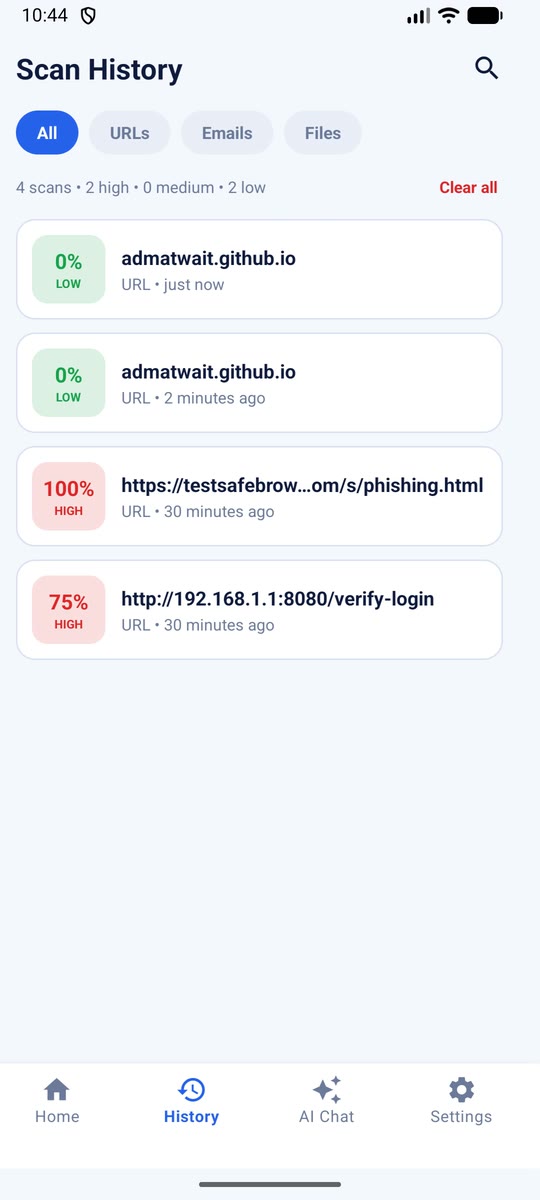 10:44
Scan History
All URLs Emails Files
4 scans • 2 high • 0 medium • 2 low Clear all
0% LOW
admatwait.github.io
URL • just now
0% LOW
admatwait.github.io
URL • 2 minutes ago
100% HIGH
https://testsafebrow…om/s/phishing.html
URL • 30 minutes ago
75% HIGH
http://192.168.1.1:8080/verify-login
URL • 30 minutes ago
Home History AI Chat Settings